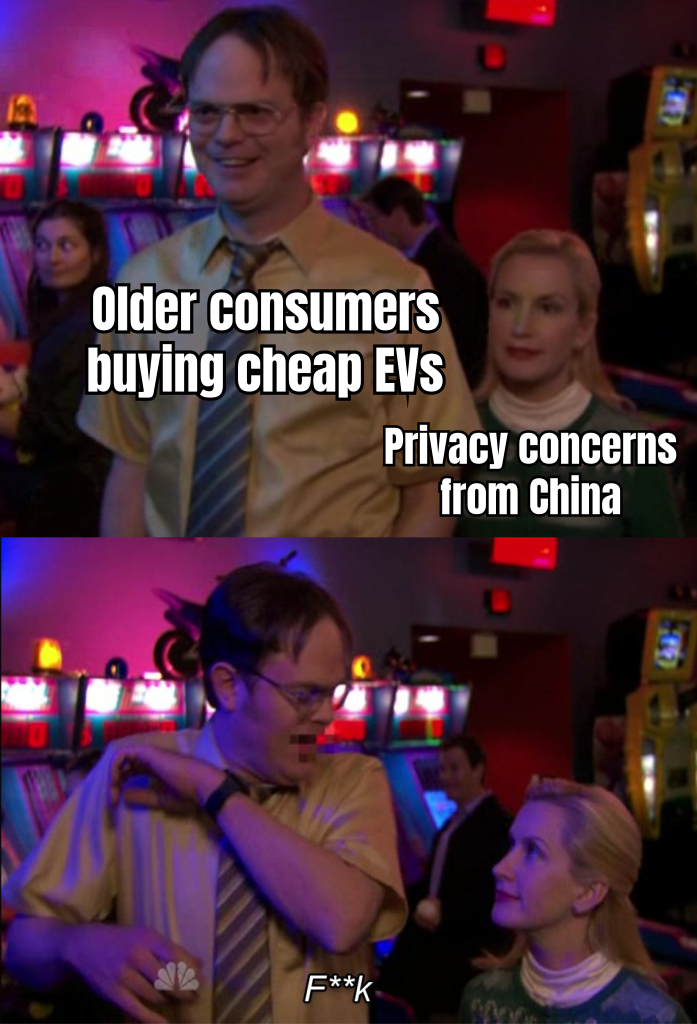 Older consumers
buying cheap EVs
Privacy concerns
from China
F**k